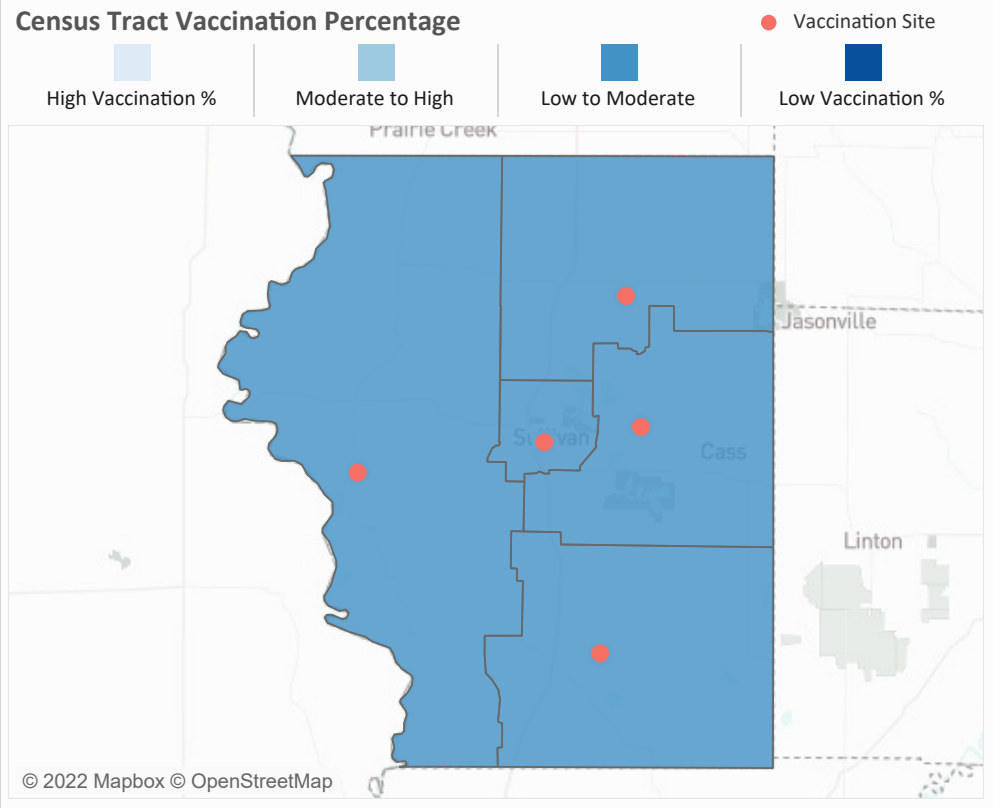 Census Tract Vaccination Percentage
Vaccination Site
High Vaccination %
Moderate to High
Low to Moderate
Low Vaccination %
Prairie Creek
Jasonville
Sullivan
Cass
Linton
© 2022 Mapbox © OpenStreetMap